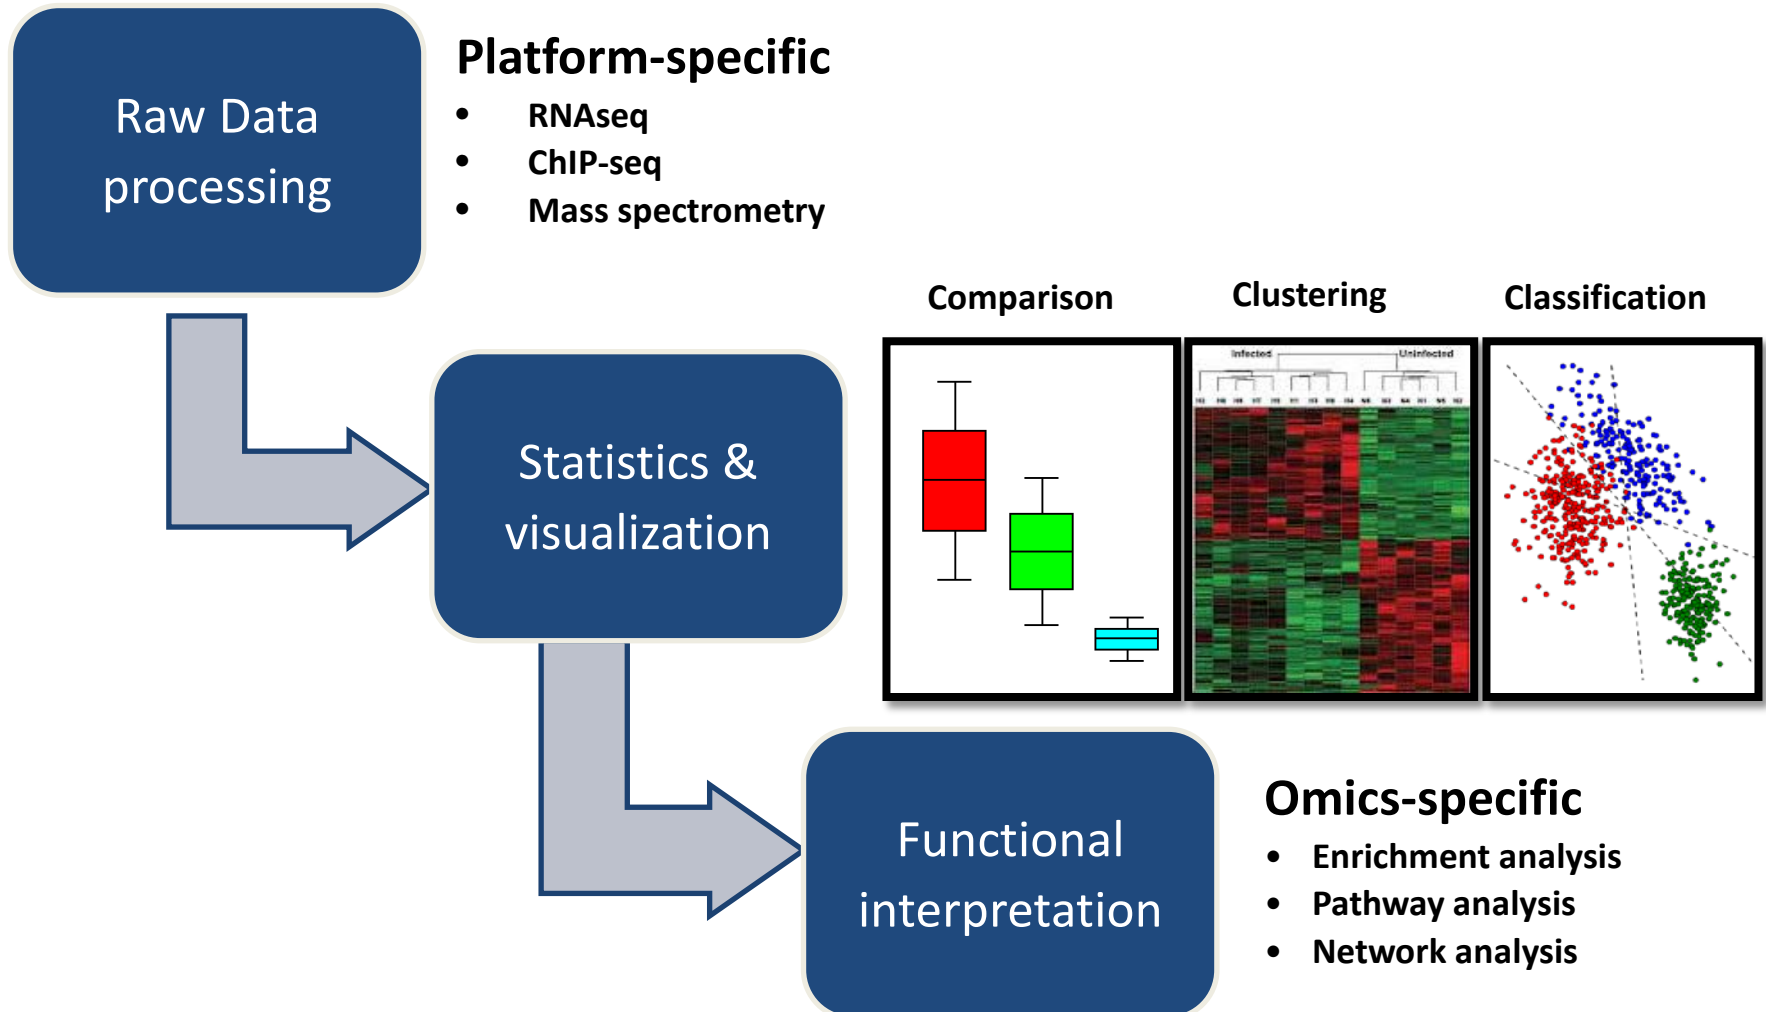 Raw Data
processing
Platform-specific
• RNAseq
• ChIP-seq
• Mass spectrometry
Statistics &
visualization
Comparison
Clustering
Classification
Infected
Uninfected
Functional
interpretation
Omics-specific
• Enrichment analysis
• Pathway analysis
• Network analysis